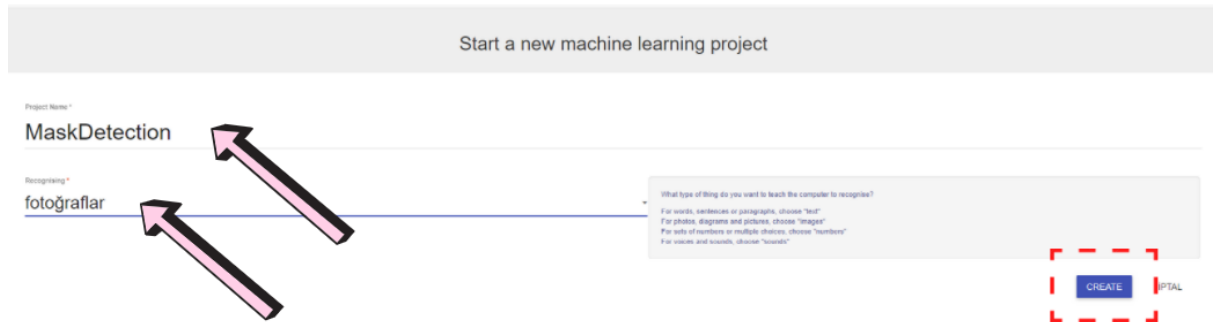 Start a new machine learning project
Project Name *
MaskDetection
Recognising *
fotoğraflar
What type of thing do you want to teach the computer to recognise?
For words, sentences or paragraphs, choose "text"
For photos, diagrams and pictures, choose "images"
For sets of numbers or multiple choices, choose "numbers"
For voices and sounds, choose "sounds"
CREATE
IPTAL